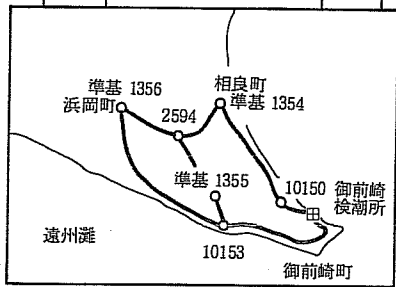 準基 1356
浜岡町
2594
相良町
準基 1354
準基 1355
10150
御前崎
検潮所
10153
遠州灘
御前崎町